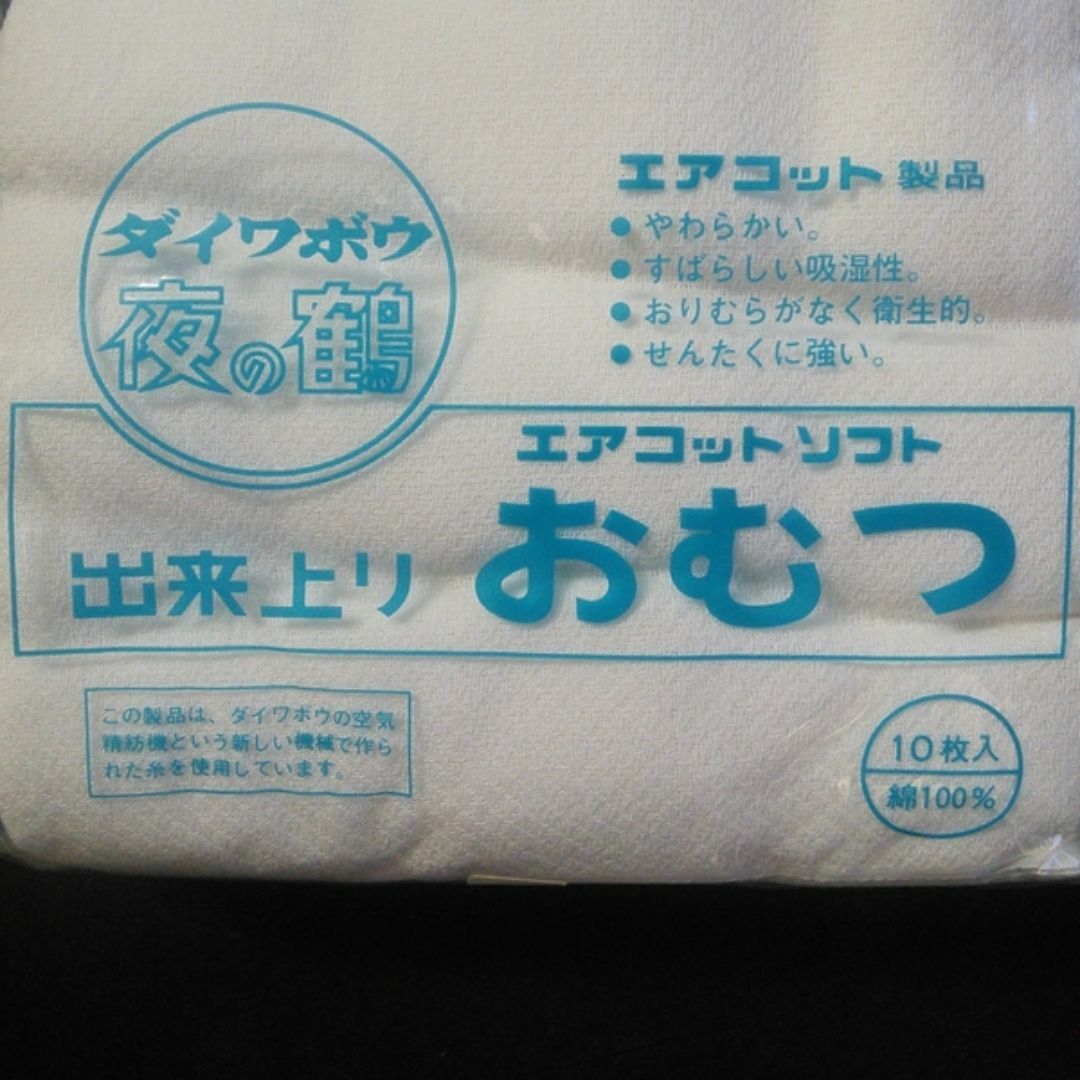 ダイワボウ
夜の鶴
エアコット製品
●やわらかい。
●すばらしい吸湿性。
●おりむらがなく衛生的。
●せんたくに強い。
エアコットソフト
出来上りおむつ
この製品は、ダイワボウの空気
精紡機という新しい機械で作ら
れた糸を使用しています。
10枚入
綿100%